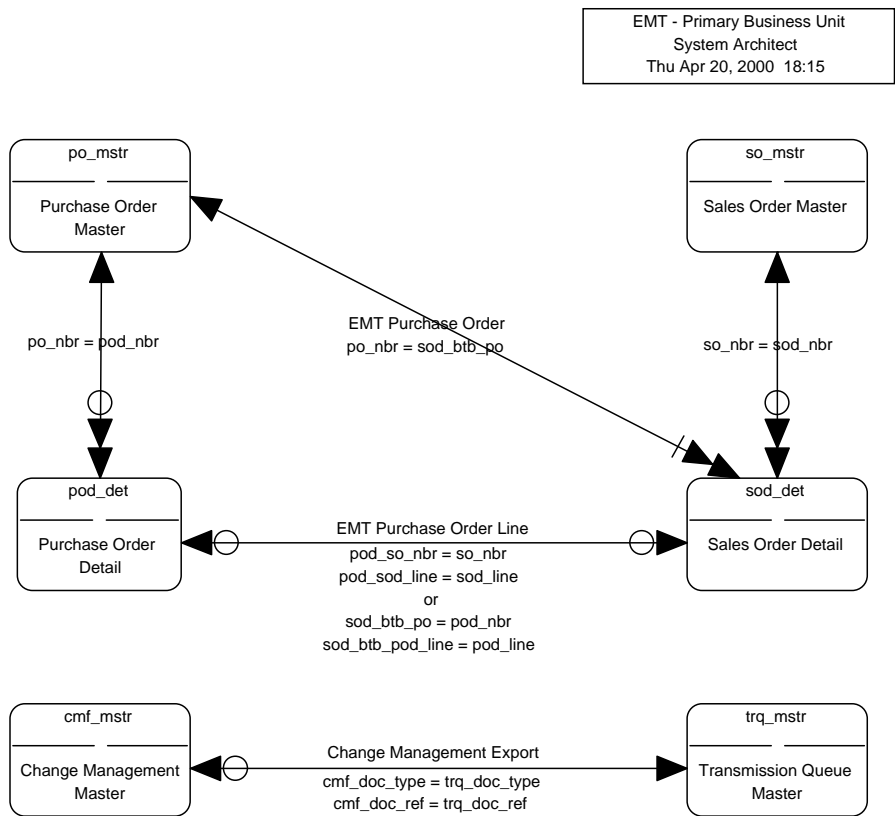 EMT - Primary Business Unit
System Architect
Thu Apr 20, 2000 18:15
po_mstr
Purchase Order
Master
so_mstr
Sales Order Master
EMT Purchase Order
po_nbr = sod_btb_po
po_nbr = pod_nbr
so_nbr = sod_nbr
pod_det
Purchase Order
Detail
EMT Purchase Order Line
pod_so_nbr = so_nbr
pod_sod_line = sod_line
or
sod_btb_po = pod_nbr
sod_btb_pod_line = pod_line
sod_det
Sales Order Detail
cmf_mstr
Change Management
Master
Change Management Export
cmf_doc_type = trq_doc_type
cmf_doc_ref = trq_doc_ref
trq_mstr
Transmission Queue
Master